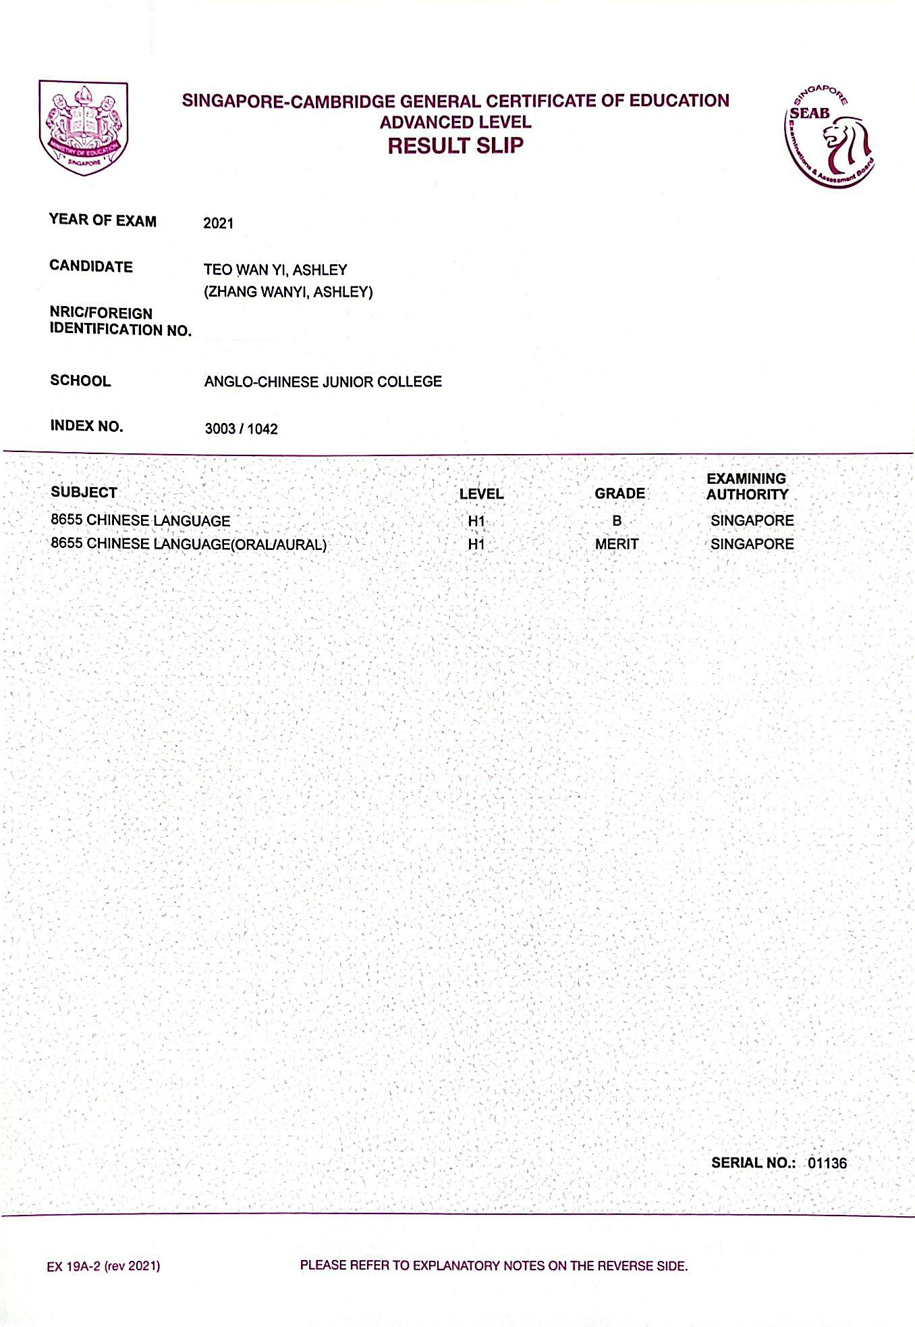 SINGAPORE-CAMBRIDGE GENERAL CERTIFICATE OF EDUCATION
ADVANCED LEVEL
RESULT SLIP
MINISTRY OF EDUCATION
SINGAPORE
SINGAPORE
SEAB
Examinations & Assessment Board
YEAR OF EXAM 2021
CANDIDATE TEO WAN YI, ASHLEY
(ZHANG WANYI, ASHLEY)
NRIC/FOREIGN
IDENTIFICATION NO.
SCHOOL ANGLO-CHINESE JUNIOR COLLEGE
INDEX NO. 3003 / 1042
SUBJECT LEVEL GRADE EXAMINING AUTHORITY
8655 CHINESE LANGUAGE H1 B SINGAPORE
8655 CHINESE LANGUAGE(ORAL/AURAL) H1 MERIT SINGAPORE
SERIAL NO.: 01136
EX 19A-2 (rev 2021) PLEASE REFER TO EXPLANATORY NOTES ON THE REVERSE SIDE.